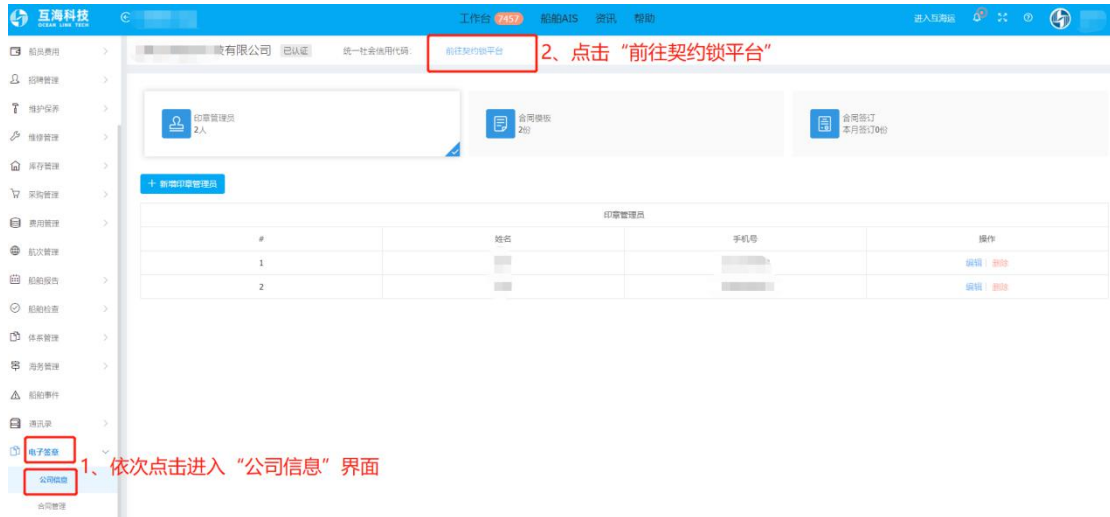 互海科技
OCEAN LINK TECH
工作台 7457 船舶AIS 资讯 帮助
进入互海运
船员费用
招聘管理
维护保养
维修管理
库存管理
采购管理
费用管理
航次管理
船舶报告
船舶检查
体系管理
海务管理
船舶事件
通讯录
电子签章
公司信息
合同管理
有限公司 已认证 统一社会信用代码: 前往契约锁平台
2、点击“前往契约锁平台”
印章管理员
2人
合同模板
2份
合同签订
本月签订0份
+ 新增印章管理员
印章管理员
# 姓名 手机号 操作
1 编辑 | 删除
2 编辑 | 删除
1、依次点击进入“公司信息”界面